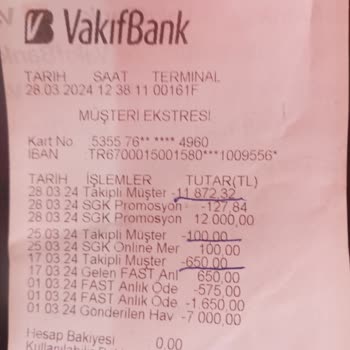 VakıfBank
TARIH SAAT TERMINAL
28.03.2024 12 38 11 00161F
MÜŞTERİ EKSTRESİ
Kart No 5355 76** **** 4960
IBAN TR6700015001580***1009556*
TARIH İŞLEMLER TUTAR(TL)
28.03.24 Takipli Müşter -11 872,32
28 03 24 SGK Promosyon -127 84
28 03 24 SGK Promosyon 12 000.00
25.03.24 Takipli Müşter -100.00
25 03 24 SGK Online Mer 100.00
17 03.24 Takipli Müşter -650.00
17 03.24 Gelen FAST Anl 650.00
01 03 24 FAST Anlık Öde -575 00
01 03 24 FAST Anlık Öde -1.650,00
01 03 24 Gönderilen Hav -7 000,00
Hesap Bakiyesi 0.00